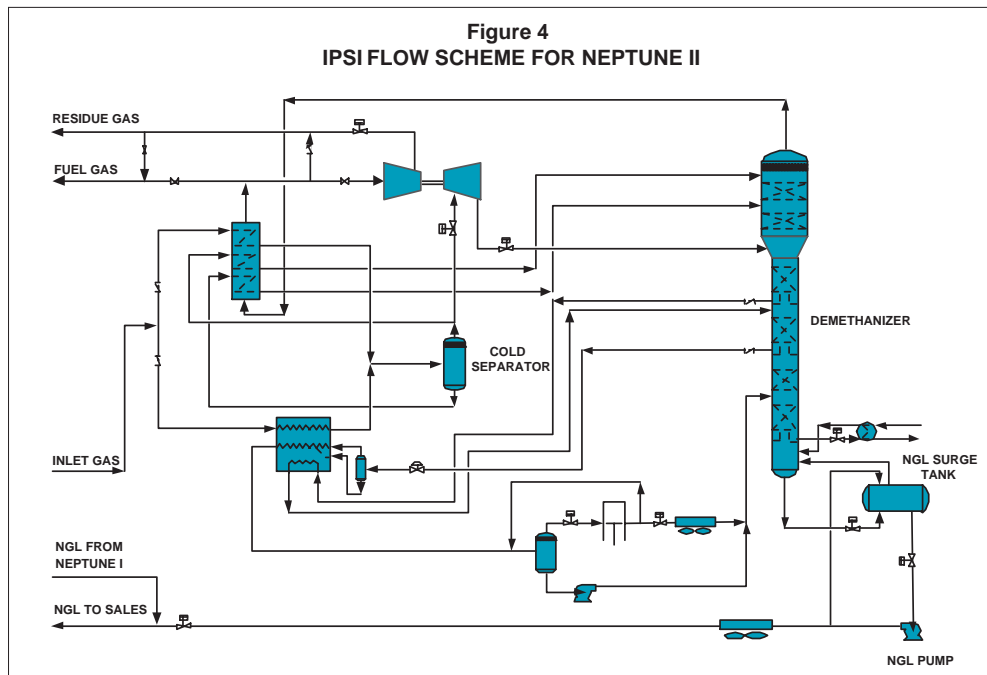 Figure 4
IPSI FLOW SCHEME FOR NEPTUNE II
RESIDUE GAS
FUEL GAS
DEMETHANIZER
COLD
SEPARATOR
INLET GAS
NGL SURGE
TANK
NGL FROM
NEPTUNE I
NGL TO SALES
NGL PUMP